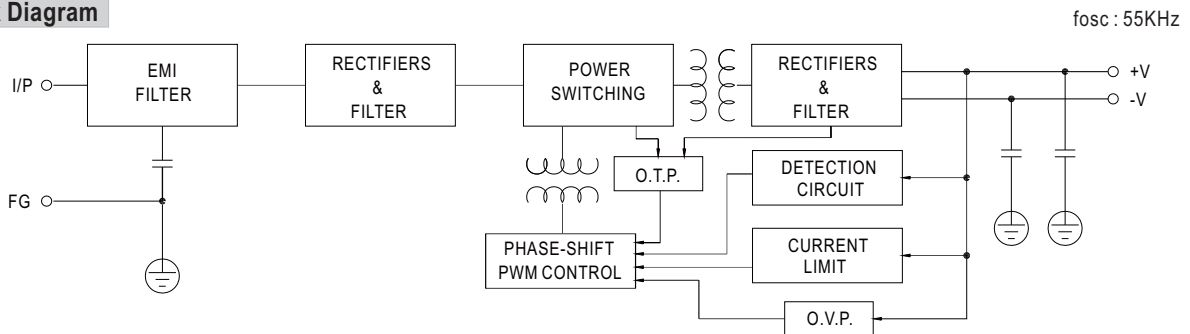 Diagram
fosc : 55KHz
I/P
EMI
FILTER
RECTIFIERS
&
FILTER
POWER
SWITCHING
RECTIFIERS
&
FILTER
+V
-V
O.T.P.
DETECTION
CIRCUIT
FG
PHASE-SHIFT
PWM CONTROL
CURRENT
LIMIT
O.V.P.